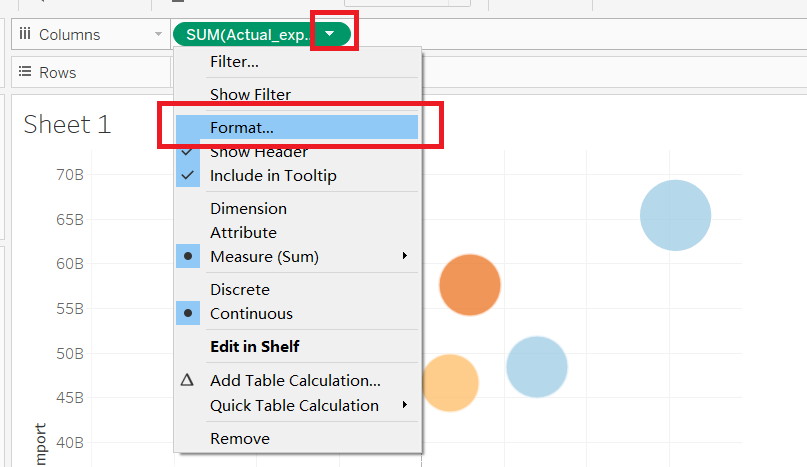 Columns
SUM(Actual_exp..
Rows
Sheet 1
Filter...
Show Filter
Format...
Show Header
Include in Tooltip
Dimension
Attribute
Measure (Sum)
Discrete
Continuous
Edit in Shelf
Add Table Calculation...
Quick Table Calculation
Remove
70B
65B
60B
55B
50B
45B
40B
mport